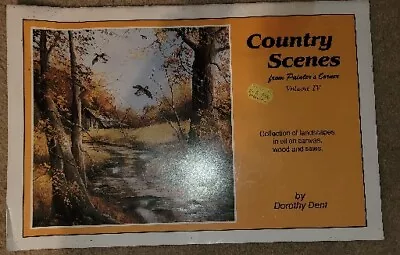 Country
Scenes
from Painter's Corner
Volume IV
Collection of landscapes
in oil on canvas,
wood and saws.
by
Dorothy Dent